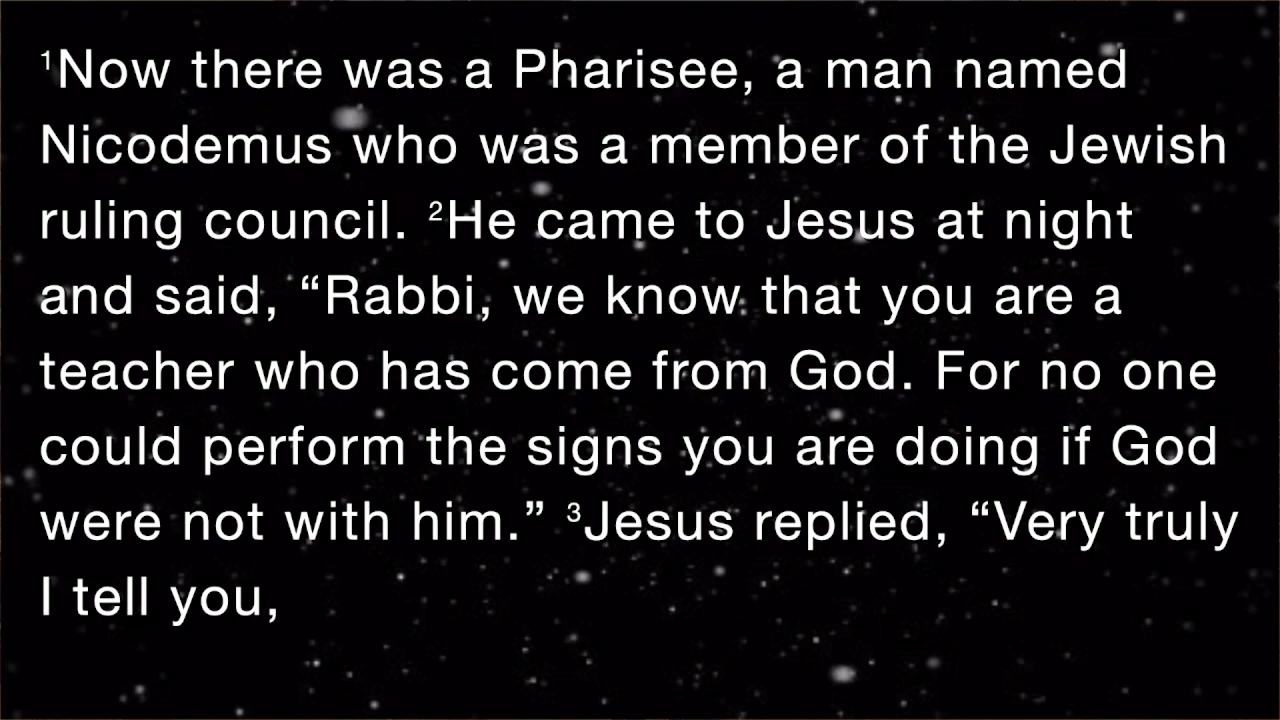 ¹Now there was a Pharisee, a man named
Nicodemus who was a member of the Jewish
ruling council. ²He came to Jesus at night
and said, “Rabbi, we know that you are a
teacher who has come from God. For no one
could perform the signs you are doing if God
were not with him.” ³Jesus replied, “Very truly
I tell you,